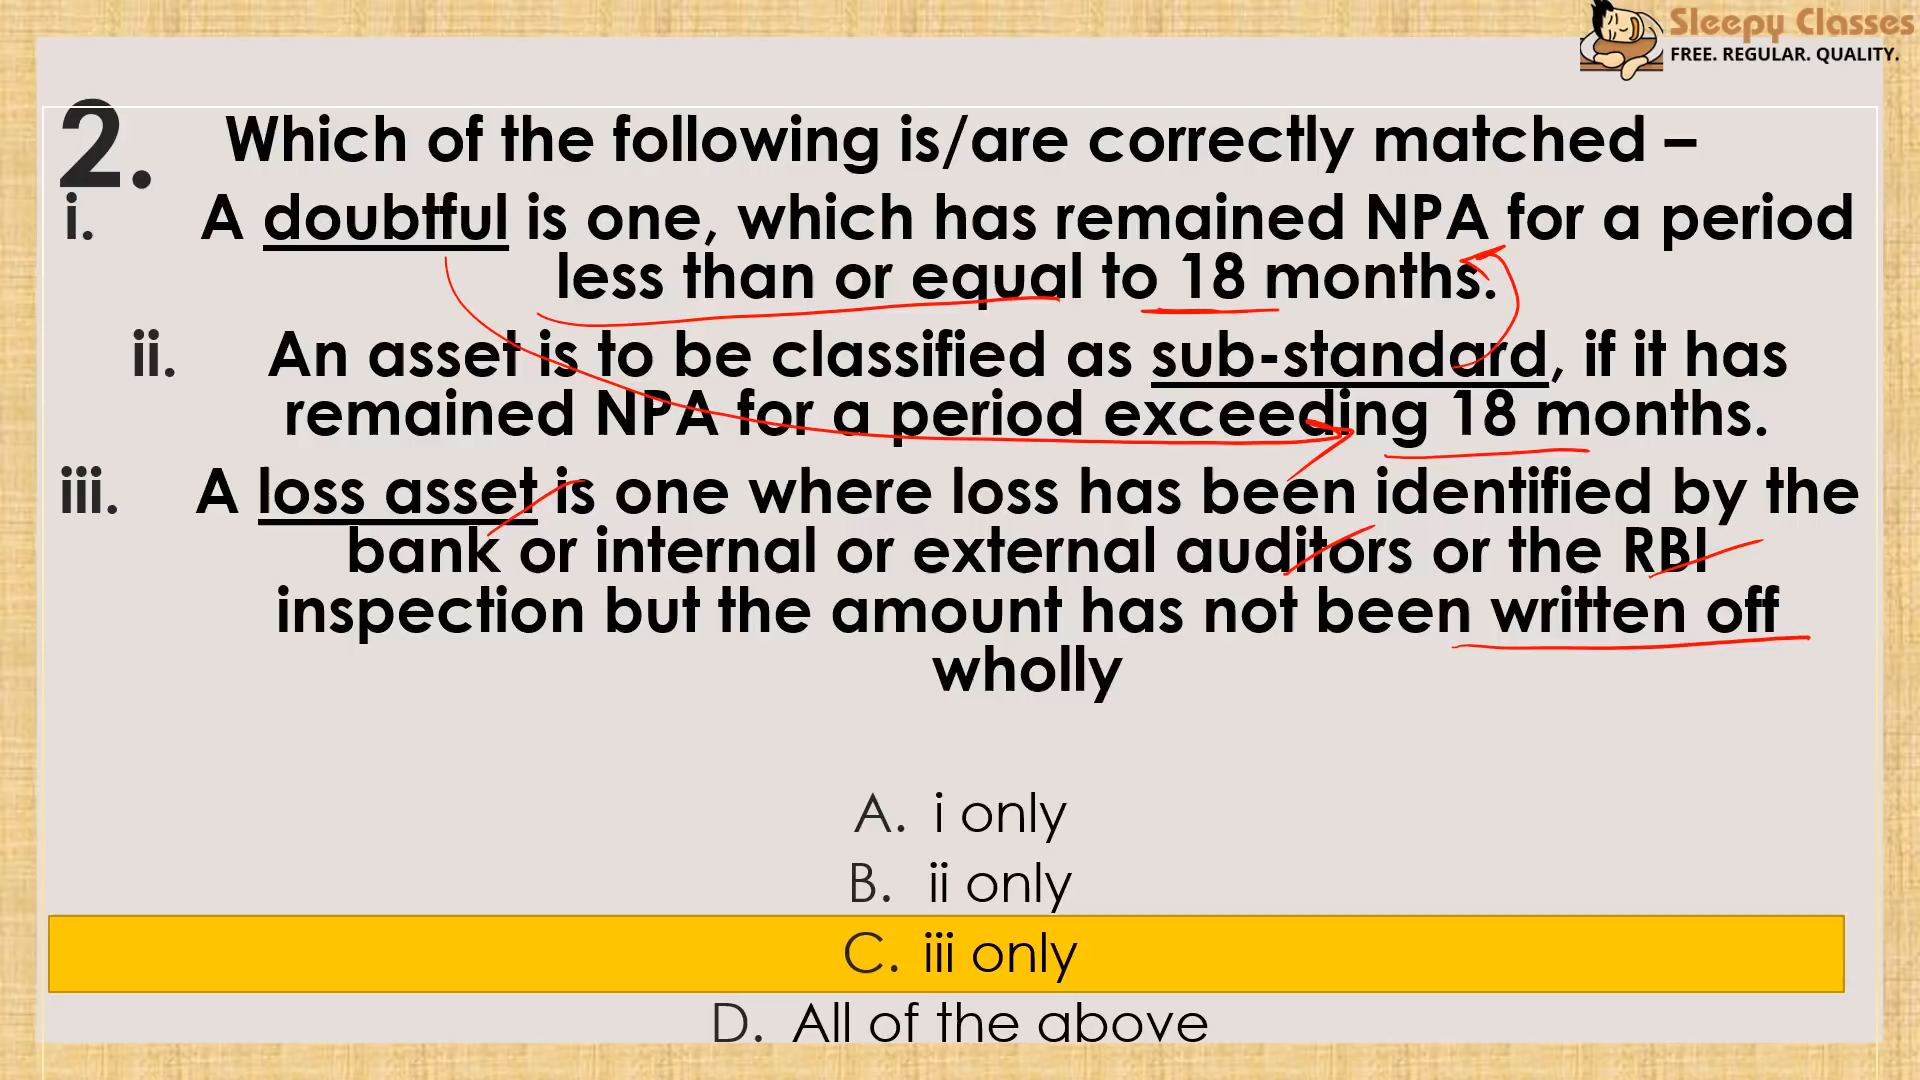 Sleepy Classes
FREE. REGULAR. QUALITY.
2. Which of the following is/are correctly matched –
i. A doubtful is one, which has remained NPA for a period
less than or equal to 18 months.
ii. An asset is to be classified as sub-standard, if it has
remained NPA for a period exceeding 18 months.
iii. A loss asset is one where loss has been identified by the
bank or internal or external auditors or the RBI
inspection but the amount has not been written off
wholly
A. i only
B. ii only
C. iii only
D. All of the above